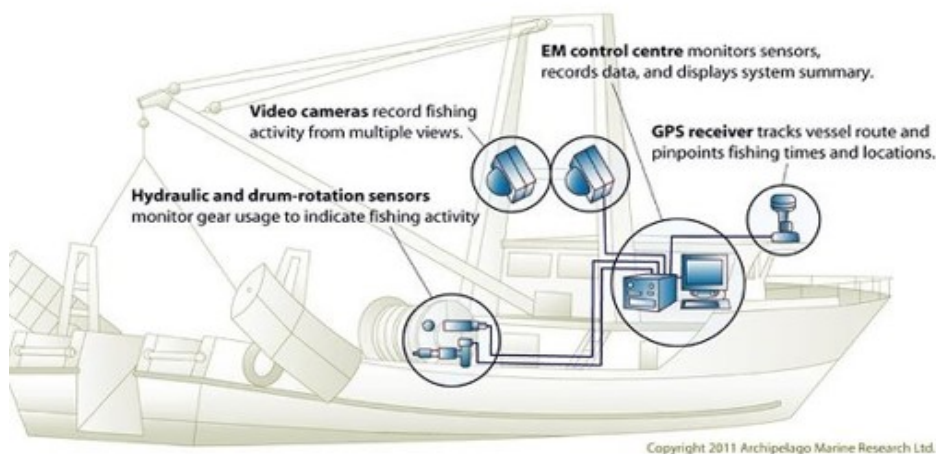 EM control centre monitors sensors,
records data, and displays system summary.
Video cameras record fishing
activity from multiple views.
GPS receiver tracks vessel route and
pinpoints fishing times and locations.
Hydraulic and drum-rotation sensors
monitor gear usage to indicate fishing activity
Copyright 2011 Archipelago Marine Research Ltd.